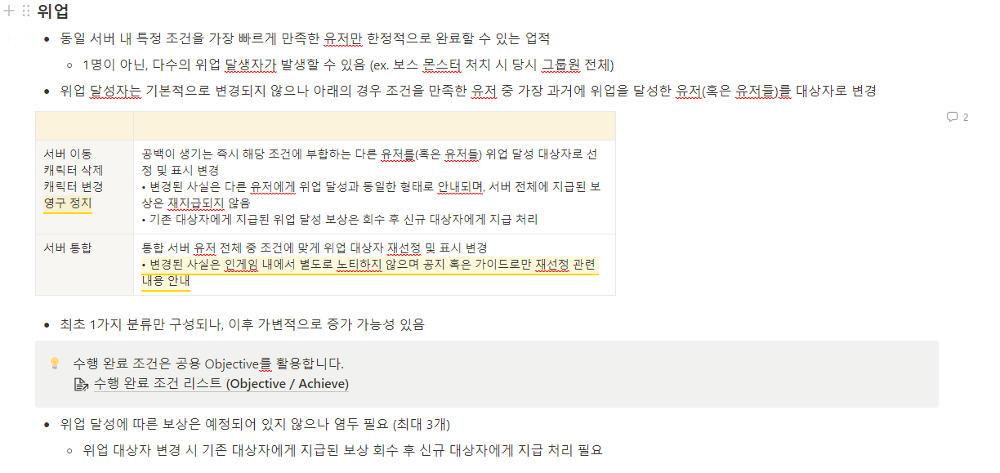 위업
• 동일 서버 내 특정 조건을 가장 빠르게 만족한 유저만 한정적으로 완료할 수 있는 업적
○ 1명이 아닌, 다수의 위업 달생자가 발생할 수 있음 (ex. 보스 몬스터 처치 시 당시 그룹원 전체)
• 위업 달성자는 기본적으로 변경되지 않으나 아래의 경우 조건을 만족한 유저 중 가장 과거에 위업을 달성한 유저(혹은 유저들)를 대상자로 변경
2
서버 이동
캐릭터 삭제
캐릭터 변경
영구 정지
공백이 생기는 즉시 해당 조건에 부합하는 다른 유저를(혹은 유저들) 위업 달성 대상자로 선
정 및 표시 변경
• 변경된 사실은 다른 유저에게 위업 달성과 동일한 형태로 안내되며, 서버 전체에 지급된 보
상은 재지급되지 않음
• 기존 대상자에게 지급된 위업 달성 보상은 회수 후 신규 대상자에게 지급 처리
서버 통합
통합 서버 유저 전체 중 조건에 맞게 위업 대상자 재선정 및 표시 변경
• 변경된 사실은 인게임 내에서 별도로 노티하지 않으며 공지 혹은 가이드로만 재선정 관련
내용 안내
• 최초 1가지 분류만 구성되나, 이후 가변적으로 증가 가능성 있음
수행 완료 조건은 공용 Objective를 활용합니다.
수행 완료 조건 리스트 (Objective / Achieve)
• 위업 달성에 따른 보상은 예정되어 있지 않으나 염두 필요 (최대 3개)
○ 위업 대상자 변경 시 기존 대상자에게 지급된 보상 회수 후 신규 대상자에게 지급 처리 필요